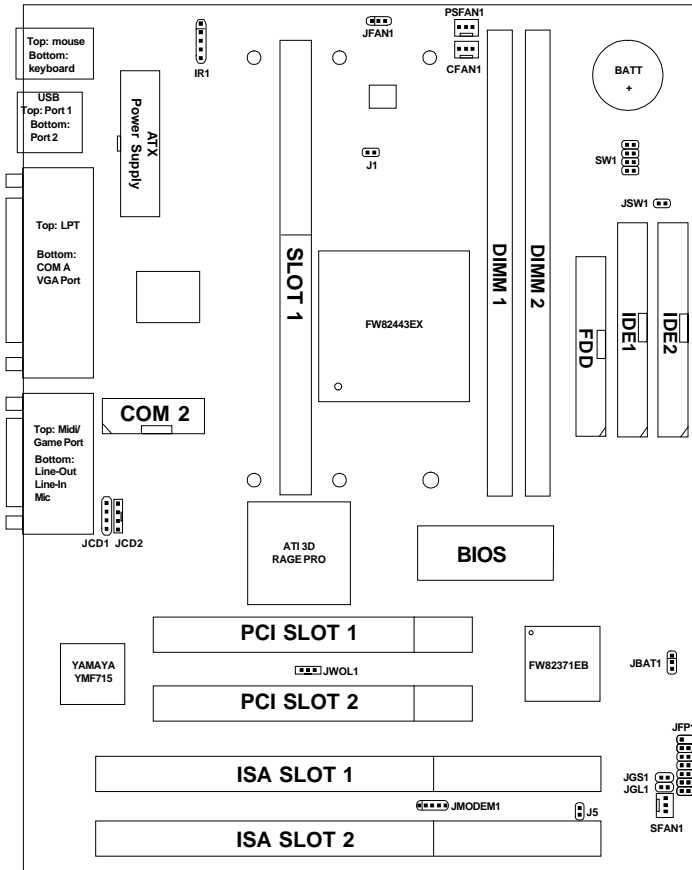 Top: mouse
Bottom:
keyboard
USB
Top: Port 1
Bottom:
Port 2
IR1
ATX
Power Supply
JFAN1
PSFAN1
CFAN1
BATT
+
J1
SW1
JSW1
Top: LPT
Bottom:
COM A
VGA Port
SLOT 1
FW82443EX
DIMM 1
DIMM 2
FDD
IDE1
IDE2
COM 2
Top: Midi/
Game Port
Bottom:
Line-Out
Line-In
Mic
JCD1
JCD2
ATI 3D
RAGE PRO
BIOS
PCI SLOT 1
YAMAYA
YMF715
JWOL1
FW82371EB
JBAT1
PCI SLOT 2
JFP1
ISA SLOT 1
JGS1
JGL1
JMODEM1
J5
SFAN1
ISA SLOT 2